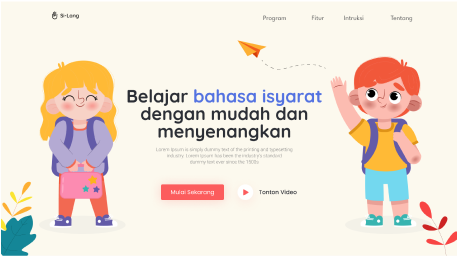 Si-Lang
Program Fitur Intruksi Tentang
Belajar bahasa isyarat
dengan mudah dan
menyenangkan
Lorem Ipsum is simply dummy text of the printing and typesetting
industry. Lorem Ipsum has been the industry's standard
dummy text ever since the 1500s
Mulai Sekarang
Tonton Video